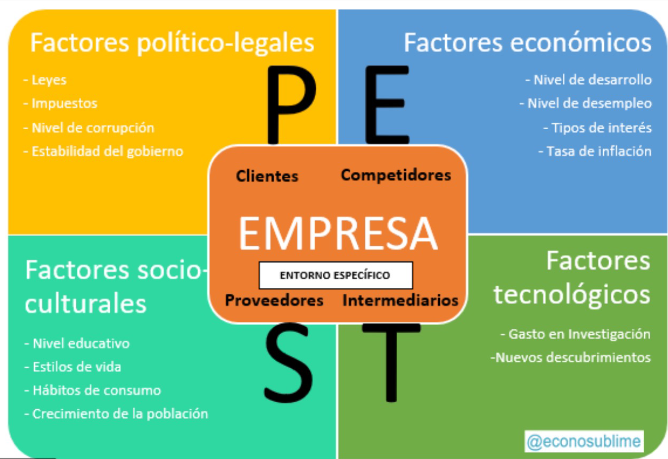 Factores político-legales
- Leyes
- Impuestos
- Nivel de corrupción
- Estabilidad del gobierno
P
E
Factores económicos
- Nivel de desarrollo
- Nivel de desempleo
- Tipos de interés
- Tasa de inflación
Clientes
Competidores
EMPRESA
ENTORNO ESPECÍFICO
Proveedores
Intermediarios
Factores socio-
culturales
- Nivel educativo
- Estilos de vida
- Hábitos de consumo
- Crecimiento de la población
S
T
Factores
tecnológicos
- Gasto en Investigación
-Nuevos descubrimientos
@econosublime